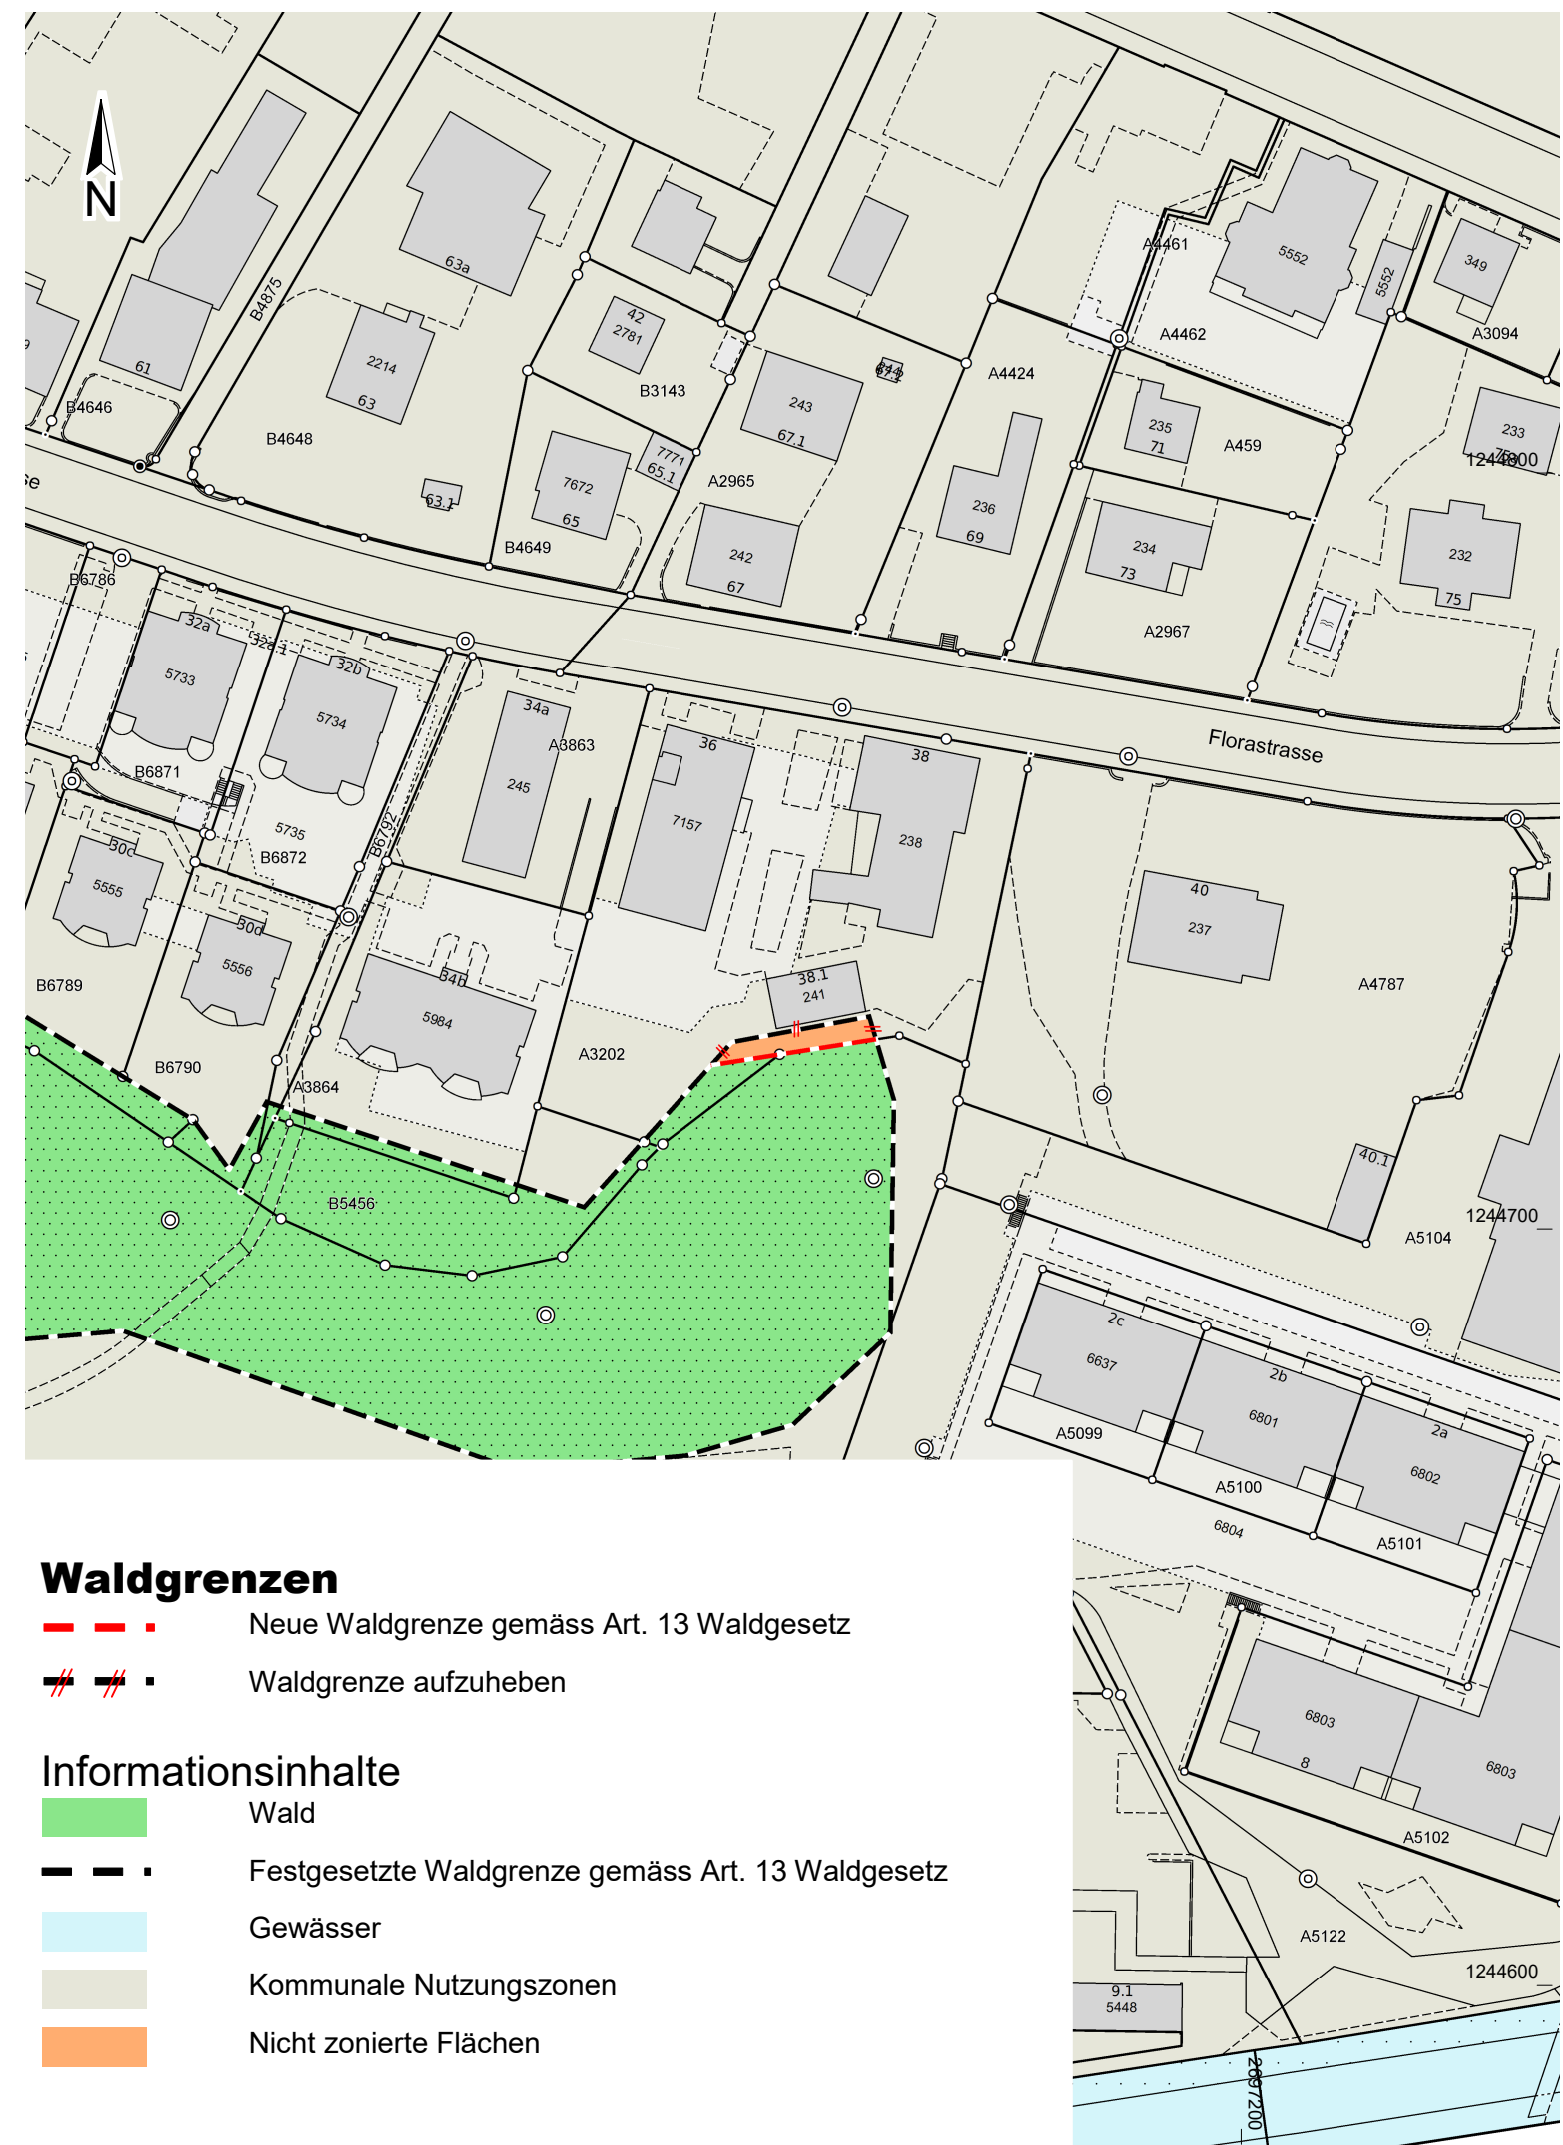 N
A4461
5552
349
63a
B4875
5552
A3094
42
2781
A4462
2214
61
A4424
B3143
B4646
63
243
67.1
235
71
A459
233
1244800
B4648
7771
65.1
A2965
7672
65
63.1
236
69
B4649
242
67
234
73
232
75
se
B6786
A2967
32a
32a.1
32b
5733
5734
34a
A3863
36
38
Florastrasse
B6871
245
7157
238
5735
B6872
B6792
30c
5555
40
237
30d
5556
B6789
34b
5984
38.1
241
A4787
B6790
A3864
A3202
B5456
40.1
1244700
A5104
2c
6637
2b
6801
2a
6802
A5099
A5100
6804
A5101
Waldgrenzen
Neue Waldgrenze gemäss Art. 13 Waldgesetz
Waldgrenze aufzuheben
Informationsinhalte
Wald
Festgesetzte Waldgrenze gemäss Art. 13 Waldgesetz
Gewässer
Kommunale Nutzungszonen
Nicht zonierte Flächen
6803
8
6803
A5102
A5122
1244600
9.1
5448
2697200